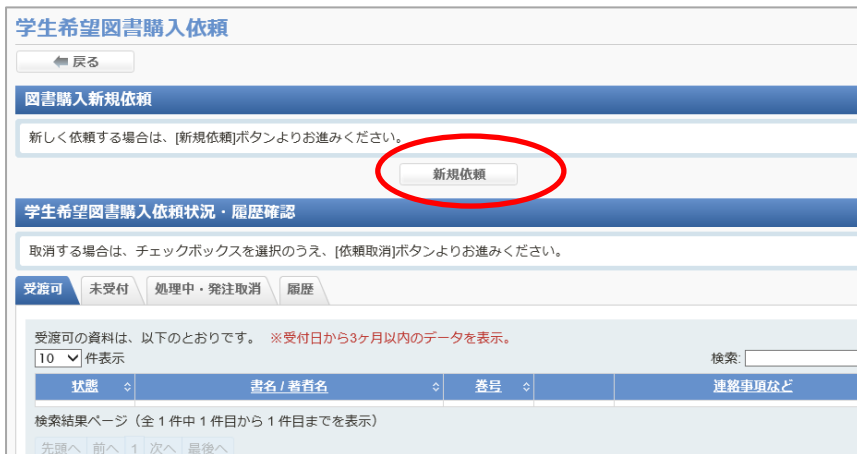 学生希望図書購入依頼
戻る
図書購入新規依頼
新しく依頼する場合は、[新規依頼]ボタンよりお進みください。
新規依頼
学生希望図書購入依頼状況・履歴確認
取消する場合は、チェックボックスを選択のうえ、[依頼取消]ボタンよりお進みください。
受渡可 未受付 処理中・発注取消 履歴
受渡可の資料は、以下のとおりです。 ※受付日から3ヶ月以内のデータを表示。
10 件表示 検索:
状態 書名 / 著者名 巻号 連絡事項など
検索結果ページ（全 1 件中 1 件目から 1 件目までを表示）
先頭へ 前へ 1 次へ 最後へ